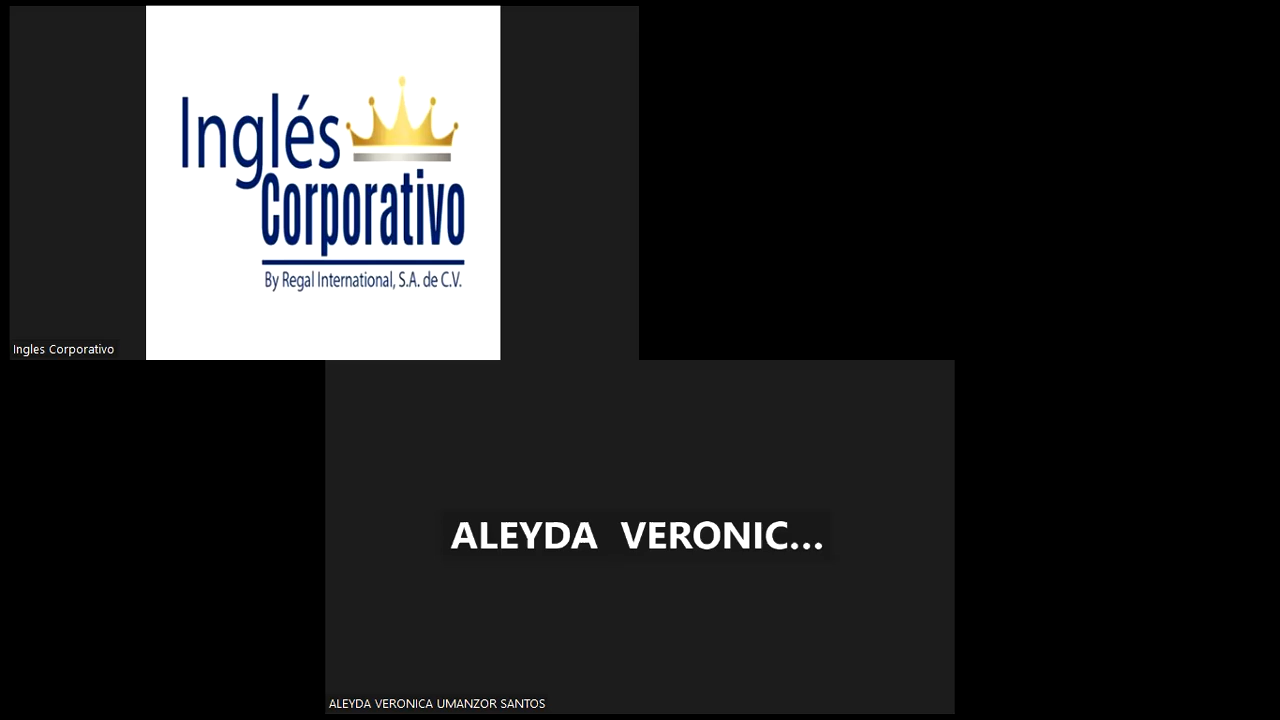 Inglés
Corporativo
By Regal International, S.A. de C.V.
Ingles Corporativo
ALEYDA VERONIC...
ALEYDA VERONICA UMANZOR SANTOS